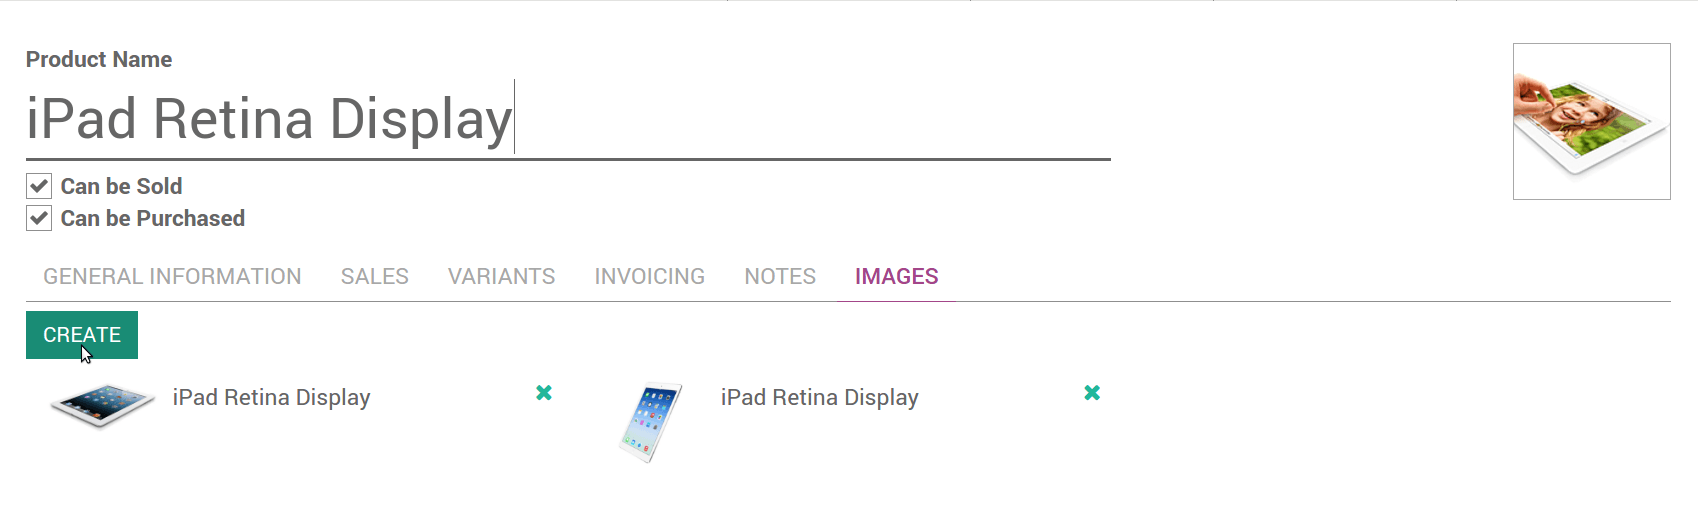 Product Name
iPad Retina Display
Can be Sold
Can be Purchased
GENERAL INFORMATION SALES VARIANTS INVOICING NOTES IMAGES
CREATE
iPad Retina Display iPad Retina Display